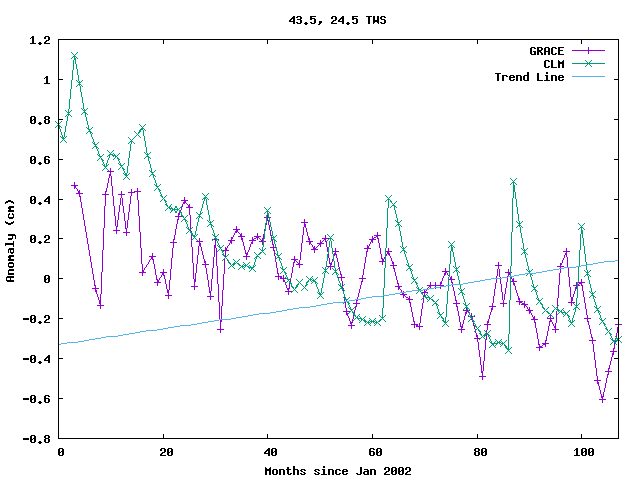 43.5, 24.5 TWS
GRACE
CLM
Trend Line
1.2
1
0.8
0.6
0.4
0.2
0
-0.2
-0.4
-0.6
-0.8
Anomaly (cm)
0 20 40 60 80 100
Months since Jan 2002